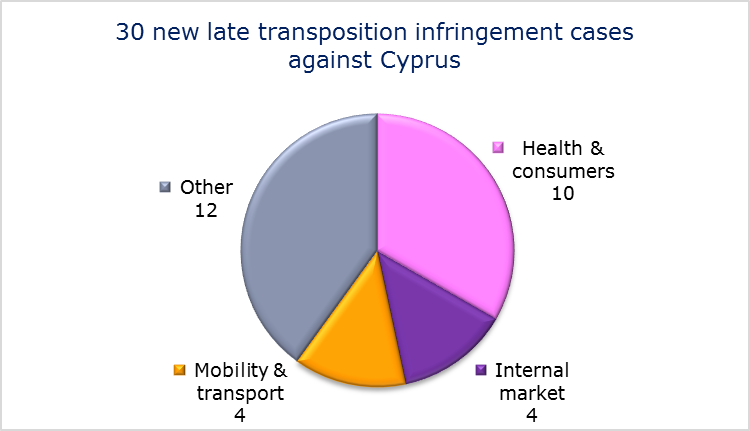 30 new late transposition infringement cases
against Cyprus
Health &
consumers
10
Other
12
Mobility &
transport
4
Internal
market
4